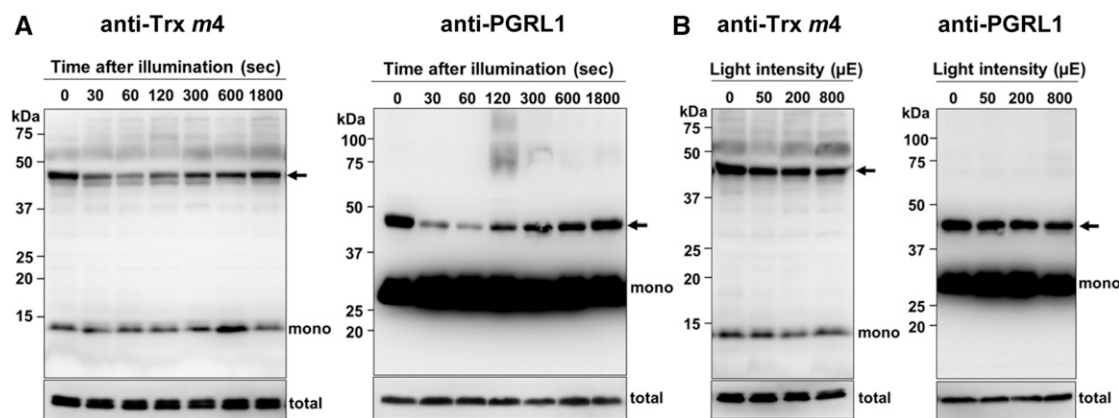 A anti-Trx m4 anti-PGRL1 B anti-Trx m4 anti-PGRL1
Time after illumination (sec) Time after illumination (sec) Light intensity (µE) Light intensity (µE)
0 30 60 120 300 600 1800 0 30 60 120 300 600 1800 0 50 200 800 0 50 200 800
kDa
75
50
37
25
20
15
mono
total
kDa
100
75
50
37
25
20
mono
total
kDa
75
50
37
25
20
15
mono
total
kDa
100
75
50
37
25
20
mono
total